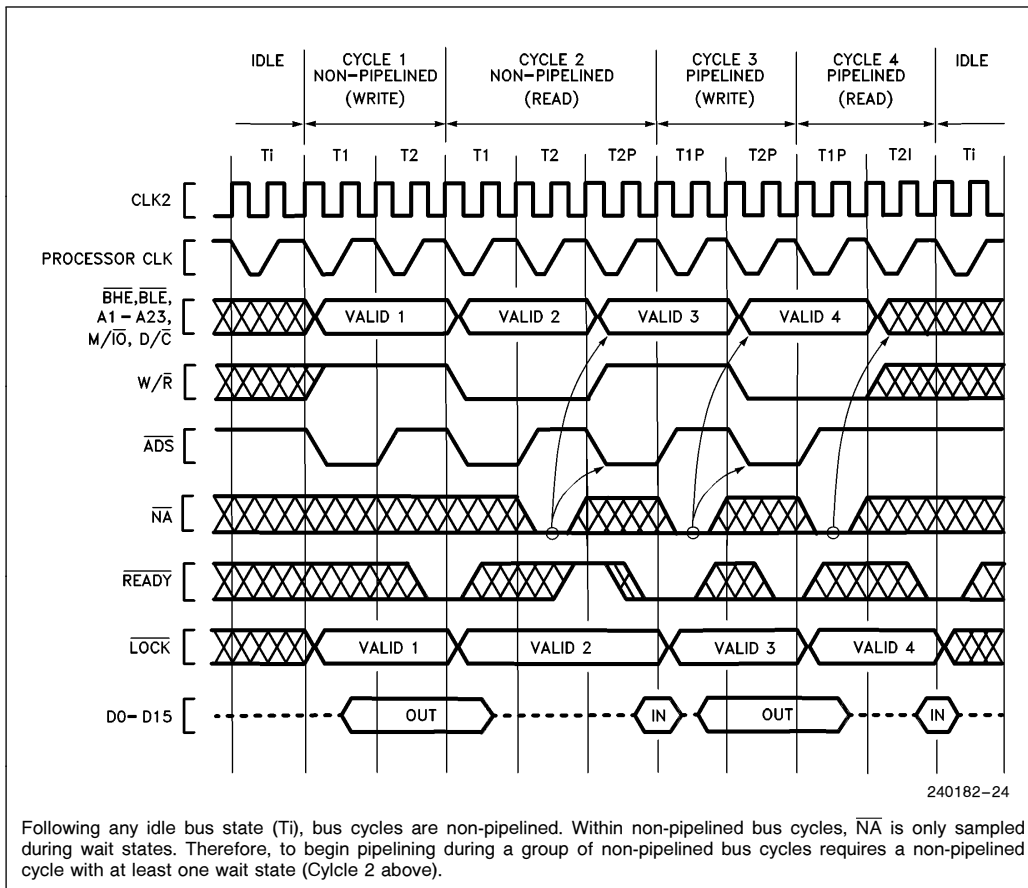 IDLE CYCLE 1 CYCLE 2 CYCLE 3 CYCLE 4 IDLE
NON-PIPELINED NON-PIPELINED PIPELINED PIPELINED
(WRITE) (READ) (WRITE) (READ)
Ti T1 T2 T1 T2 T2P T1P T2P T1P T2I Ti
CLK2
PROCESSOR CLK
BHE,BLE,
A1-A23,
M/IO, D/C
VALID 1 VALID 2 VALID 3 VALID 4
W/R
ADS
NA
READY
LOCK VALID 1 VALID 2 VALID 3 VALID 4
D0-D15 OUT IN OUT IN
240182-24
Following any idle bus state (Ti), bus cycles are non-pipelined. Within non-pipelined bus cycles, NA is only sampled
during wait states. Therefore, to begin pipelining during a group of non-pipelined bus cycles requires a non-pipelined
cycle with at least one wait state (Cylcle 2 above).